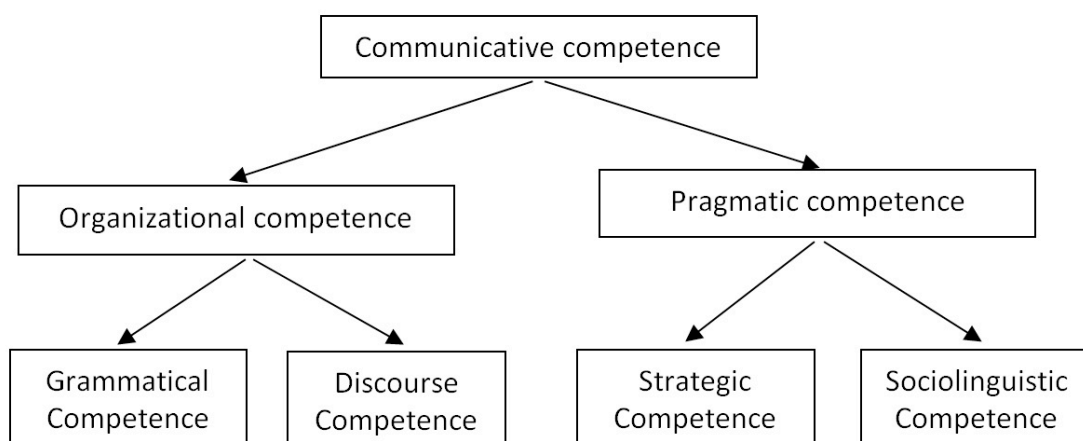 Communicative competence
Organizational competence
Pragmatic competence
Grammatical
Competence
Discourse
Competence
Strategic
Competence
Sociolinguistic
Competence